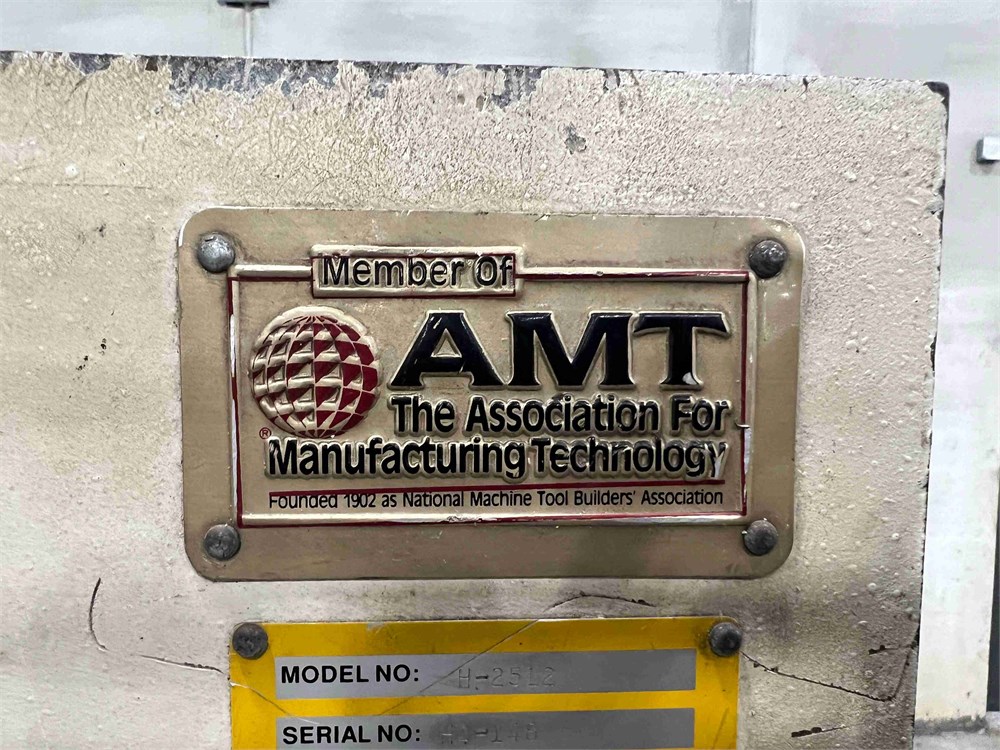 Member Of
AMT
The Association For
® Manufacturing Technology
Founded 1902 as National Machine Tool Builders' Association
MODEL NO: H-2512
SERIAL NO: